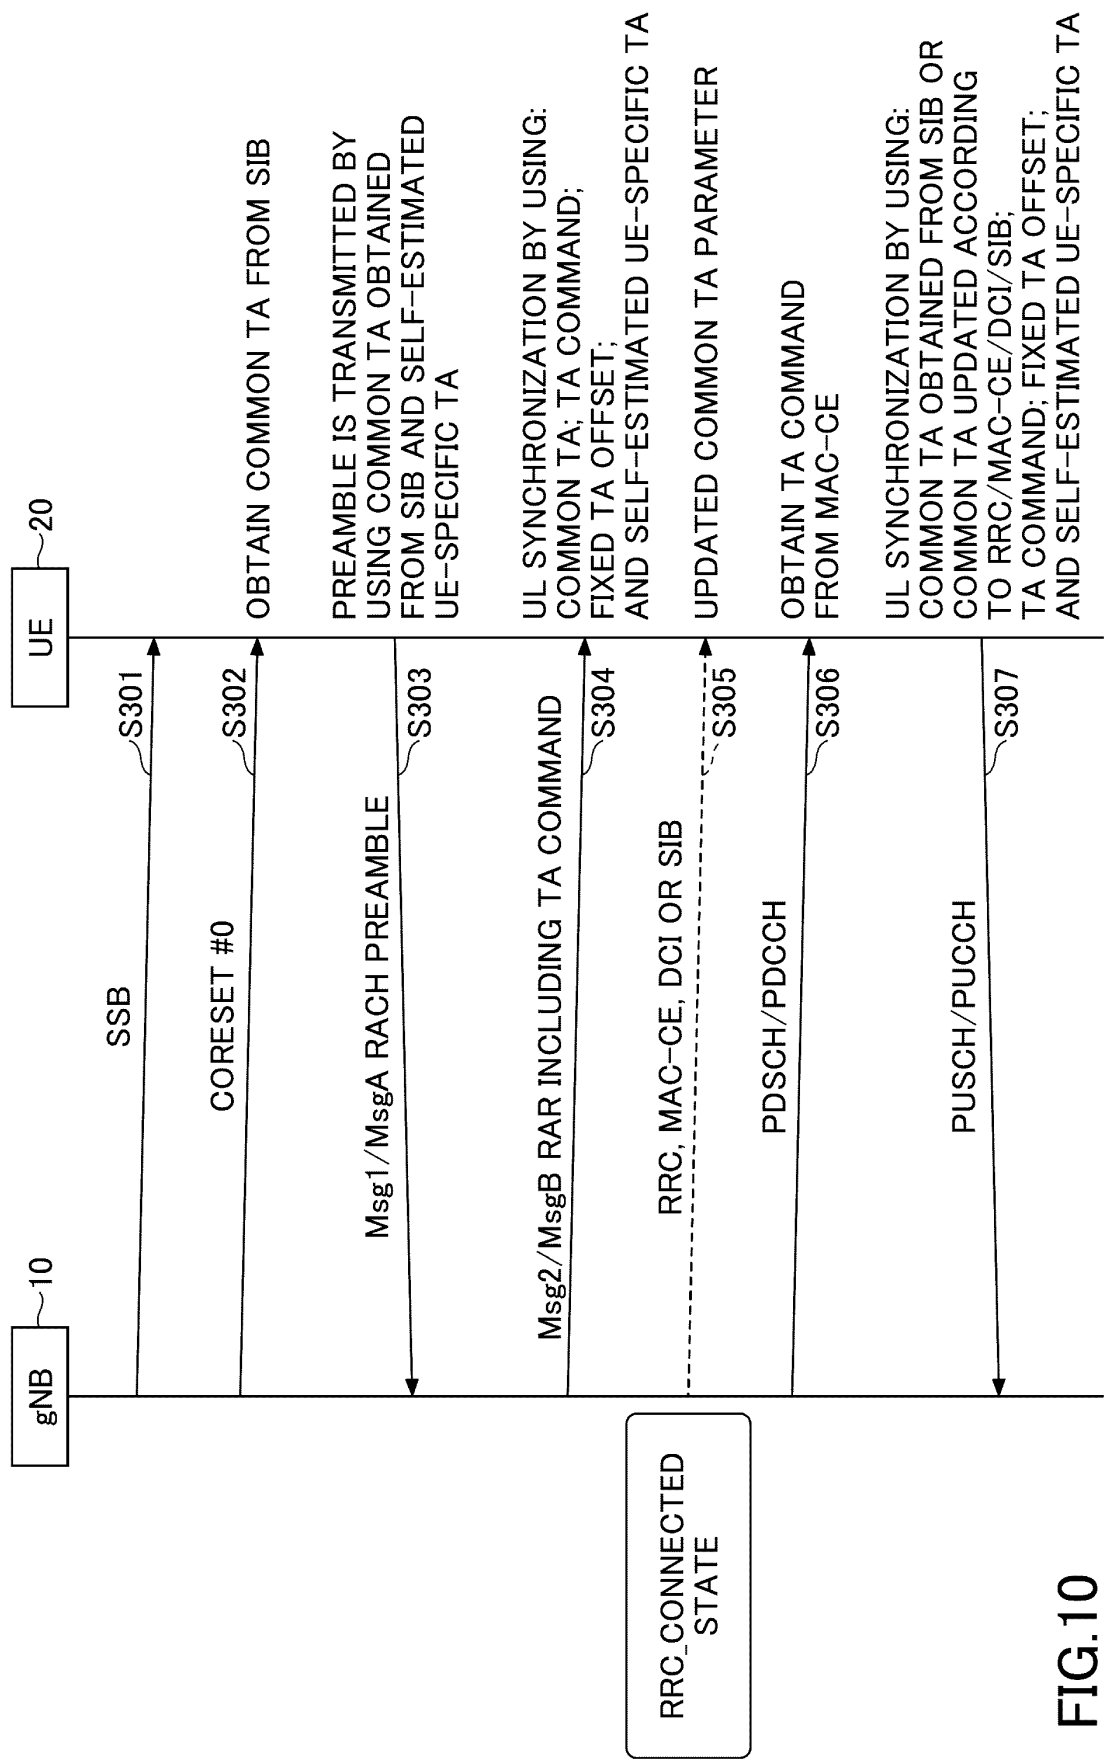 gNB
10
UE
20
SSB
S301
CORESET #0
S302
OBTAIN COMMON TA FROM SIB
Msg1/MsgA RACH PREAMBLE
S303
PREAMBLE IS TRANSMITTED BY
USING COMMON TA OBTAINED
FROM SIB AND SELF-ESTIMATED
UE-SPECIFIC TA
Msg2/MsgB RAR INCLUDING TA COMMAND
S304
UL SYNCHRONIZATION BY USING:
COMMON TA; TA COMMAND;
FIXED TA OFFSET;
AND SELF-ESTIMATED UE-SPECIFIC TA
RRC_CONNECTED
STATE
RRC, MAC-CE, DCI OR SIB
S305
UPDATED COMMON TA PARAMETER
PDSCH/PDCCH
S306
OBTAIN TA COMMAND
FROM MAC-CE
PUSCH/PUCCH
S307
UL SYNCHRONIZATION BY USING:
COMMON TA OBTAINED FROM SIB OR
COMMON TA UPDATED ACCORDING
TO RRC/MAC-CE/DCI/SIB;
TA COMMAND; FIXED TA OFFSET;
AND SELF-ESTIMATED UE-SPECIFIC TA
FIG.10